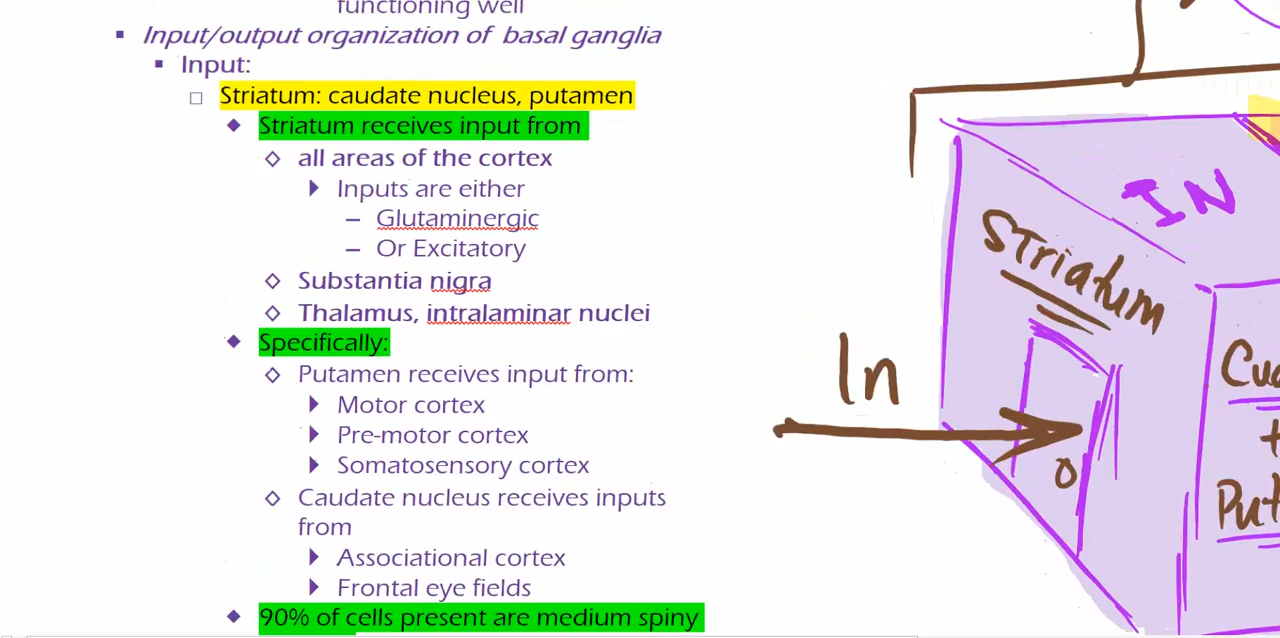 functioning well
Input/output organization of basal ganglia
Input:
Striatum: caudate nucleus, putamen
Striatum receives input from
all areas of the cortex
Inputs are either
Glutaminergic
Or Excitatory
Substantia nigra
Thalamus, intralaminar nuclei
Specifically:
Putamen receives input from:
Motor cortex
Pre-motor cortex
Somatosensory cortex
Caudate nucleus receives inputs
from
Associational cortex
Frontal eye fields
90% of cells present are medium spiny
IN
Striatum
In
Cu
+
Put